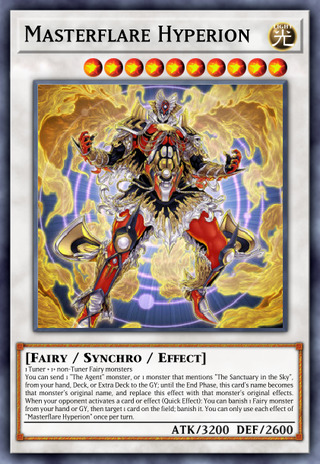 Masterflare Hyperion
LIGHT
光
[Fairy / Synchro / Effect]
1 Tuner + 1+ non-Tuner Fairy monsters
You can send 1 "The Agent" monster, or 1 monster that mentions "The Sanctuary in the Sky",
from your hand, Deck, or Extra Deck to the GY; until the End Phase, this card's name becomes
that monster's original name, and replace this effect with that monster's original effects.
When your opponent activates a card or effect (Quick Effect): You can banish 1 Fairy monster
from your hand or GY, then target 1 card on the field; banish it. You can only use each effect of
"Masterflare Hyperion" once per turn.
ATK/3200 DEF/2600